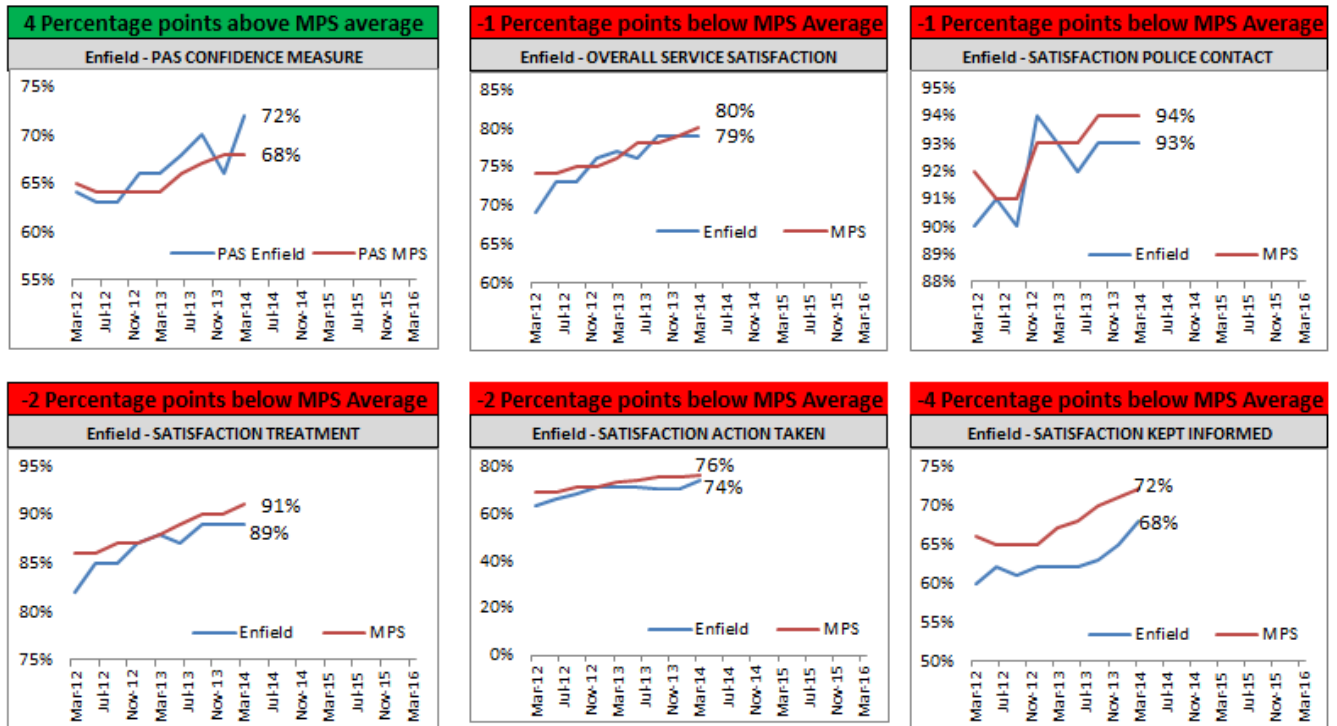 4 Percentage points above MPS average
Enfield - PAS CONFIDENCE MEASURE
75%
70%
65%
60%
55%
72%
68%
PAS Enfield PAS MPS
Mar-12 Jul-12 Nov-12 Mar-13 Jul-13 Nov-13 Mar-14 Jul-14 Nov-14 Mar-15 Jul-15 Nov-15 Mar-16
-1 Percentage points below MPS Average
Enfield - OVERALL SERVICE SATISFACTION
85%
80%
75%
70%
65%
60%
80%
79%
Enfield MPS
Mar-12 Jul-12 Nov-12 Mar-13 Jul-13 Nov-13 Mar-14 Jul-14 Nov-14 Mar-15 Jul-15 Nov-15 Mar-16
-1 Percentage points below MPS Average
Enfield - SATISFACTION POLICE CONTACT
95%
94%
93%
92%
91%
90%
89%
88%
94%
93%
Enfield MPS
Mar-12 Jul-12 Nov-12 Mar-13 Jul-13 Nov-13 Mar-14 Jul-14 Nov-14 Mar-15 Jul-15 Nov-15 Mar-16
-2 Percentage points below MPS Average
Enfield - SATISFACTION TREATMENT
95%
90%
85%
80%
75%
91%
89%
Enfield MPS
Mar-12 Jul-12 Nov-12 Mar-13 Jul-13 Nov-13 Mar-14 Jul-14 Nov-14 Mar-15 Jul-15 Nov-15 Mar-16
-2 Percentage points below MPS Average
Enfield - SATISFACTION ACTION TAKEN
80%
60%
40%
20%
0%
76%
74%
Enfield MPS
Mar-12 Jul-12 Nov-12 Mar-13 Jul-13 Nov-13 Mar-14 Jul-14 Nov-14 Mar-15 Jul-15 Nov-15 Mar-16
-4 Percentage points below MPS Average
Enfield - SATISFACTION KEPT INFORMED
75%
70%
65%
60%
55%
50%
72%
68%
Enfield MPS
Mar-12 Jul-12 Nov-12 Mar-13 Jul-13 Nov-13 Mar-14 Jul-14 Nov-14 Mar-15 Jul-15 Nov-15 Mar-16